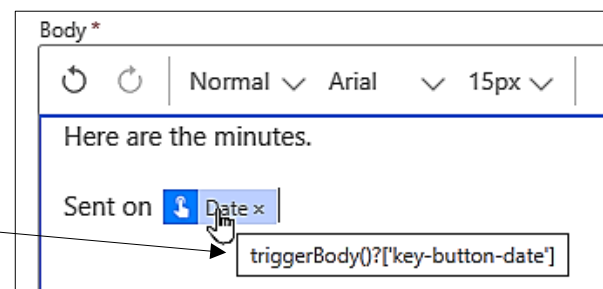 Body *
Normal Arial 15px
Here are the minutes.
Sent on Date ×
triggerBody()?['key-button-date']